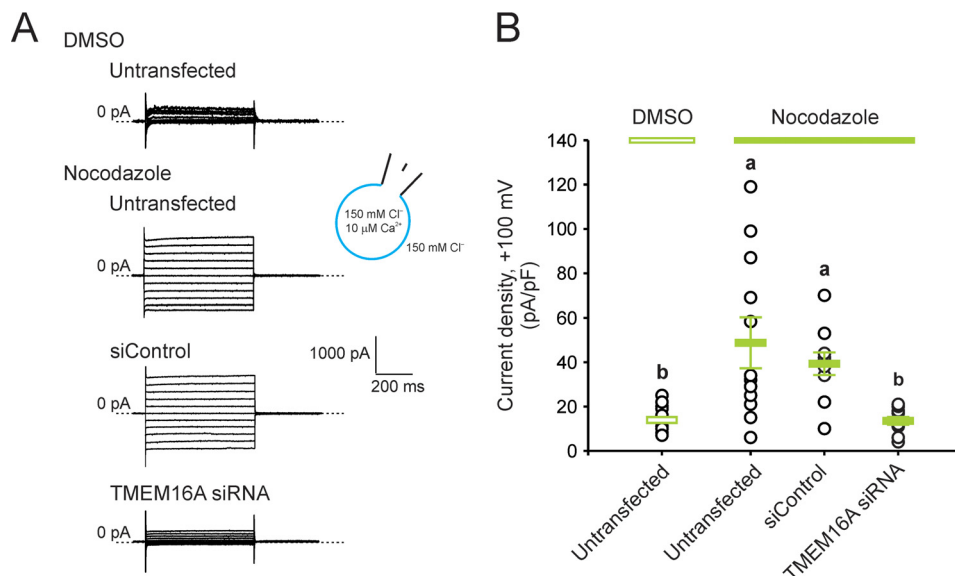 A
DMSO
Untransfected
0 pA
Nocodazole
Untransfected
0 pA
150 mM Cl⁻
10 µM Ca²⁺
150 mM Cl⁻
siControl
0 pA
1000 pA
200 ms
TMEM16A siRNA
0 pA
B
DMSO
Nocodazole
Current density, +100 mV
(pA/pF)
140
120
100
80
60
40
20
0
b
a
a
b
Untransfected
Untransfected
siControl
TMEM16A siRNA